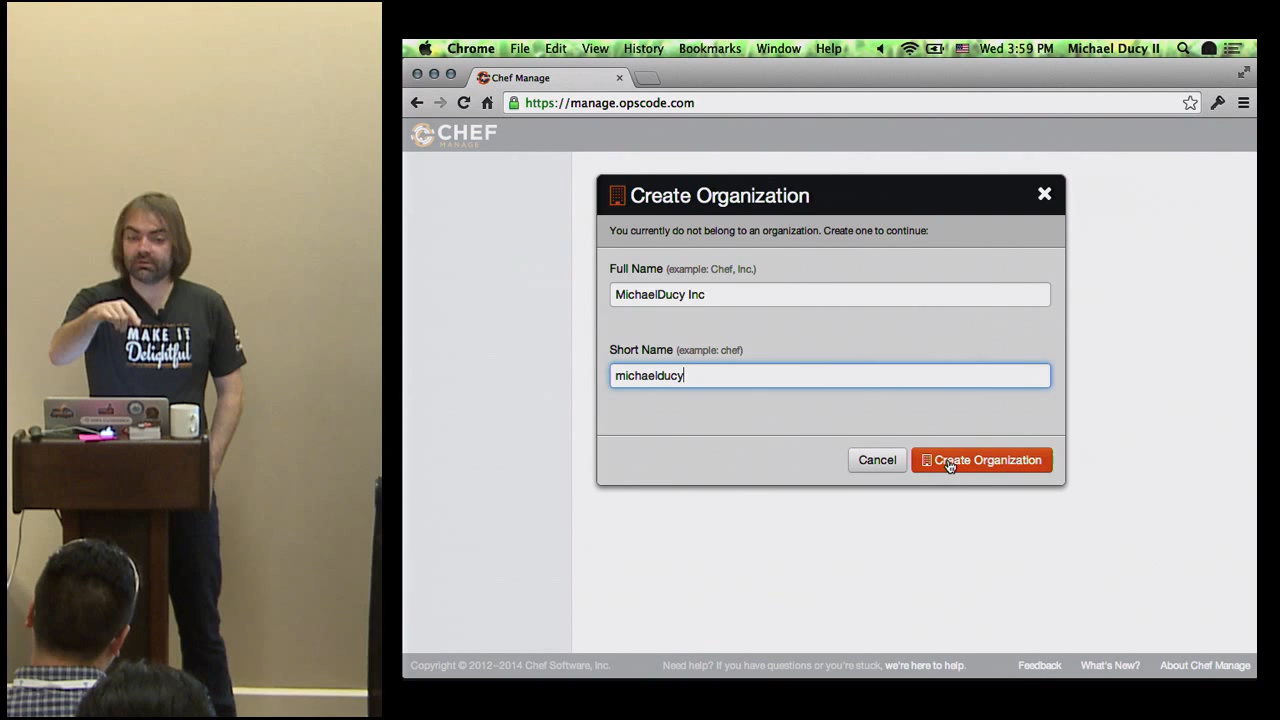 MAKE IT
Delightful
Chrome File Edit View History Bookmarks Window Help Wed 3:59 PM Michael Ducy II
Chef Manage
https://manage.opscode.com
CHEF
MANAGE
Create Organization
You currently do not belong to an organization. Create one to continue:
Full Name (example: Chef, Inc.)
MichaelDucy Inc
Short Name (example: chef)
michaelducy
Cancel Create Organization
Copyright © 2012–2014 Chef Software, Inc. Need help? If you have questions or you're stuck, we're here to help. Feedback What's New? About Chef Manage